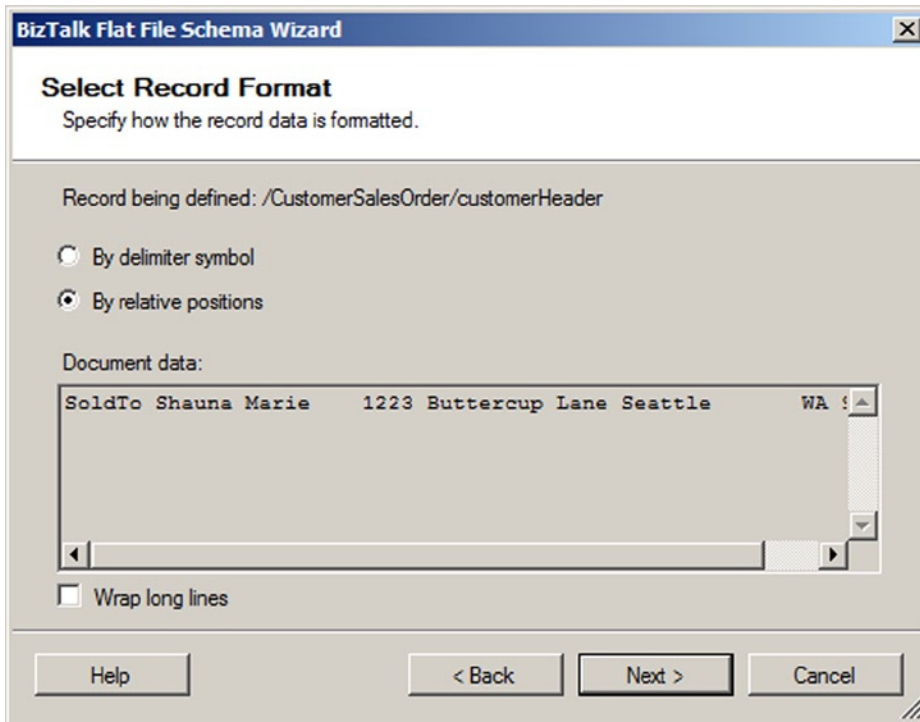 BizTalk Flat File Schema Wizard
Select Record Format
Specify how the record data is formatted.
Record being defined: /CustomerSalesOrder/customerHeader
By delimiter symbol
By relative positions
Document data:
SoldTo Shauna Marie    1223 Buttercup Lane Seattle       WA
Wrap long lines
Help
< Back
Next >
Cancel